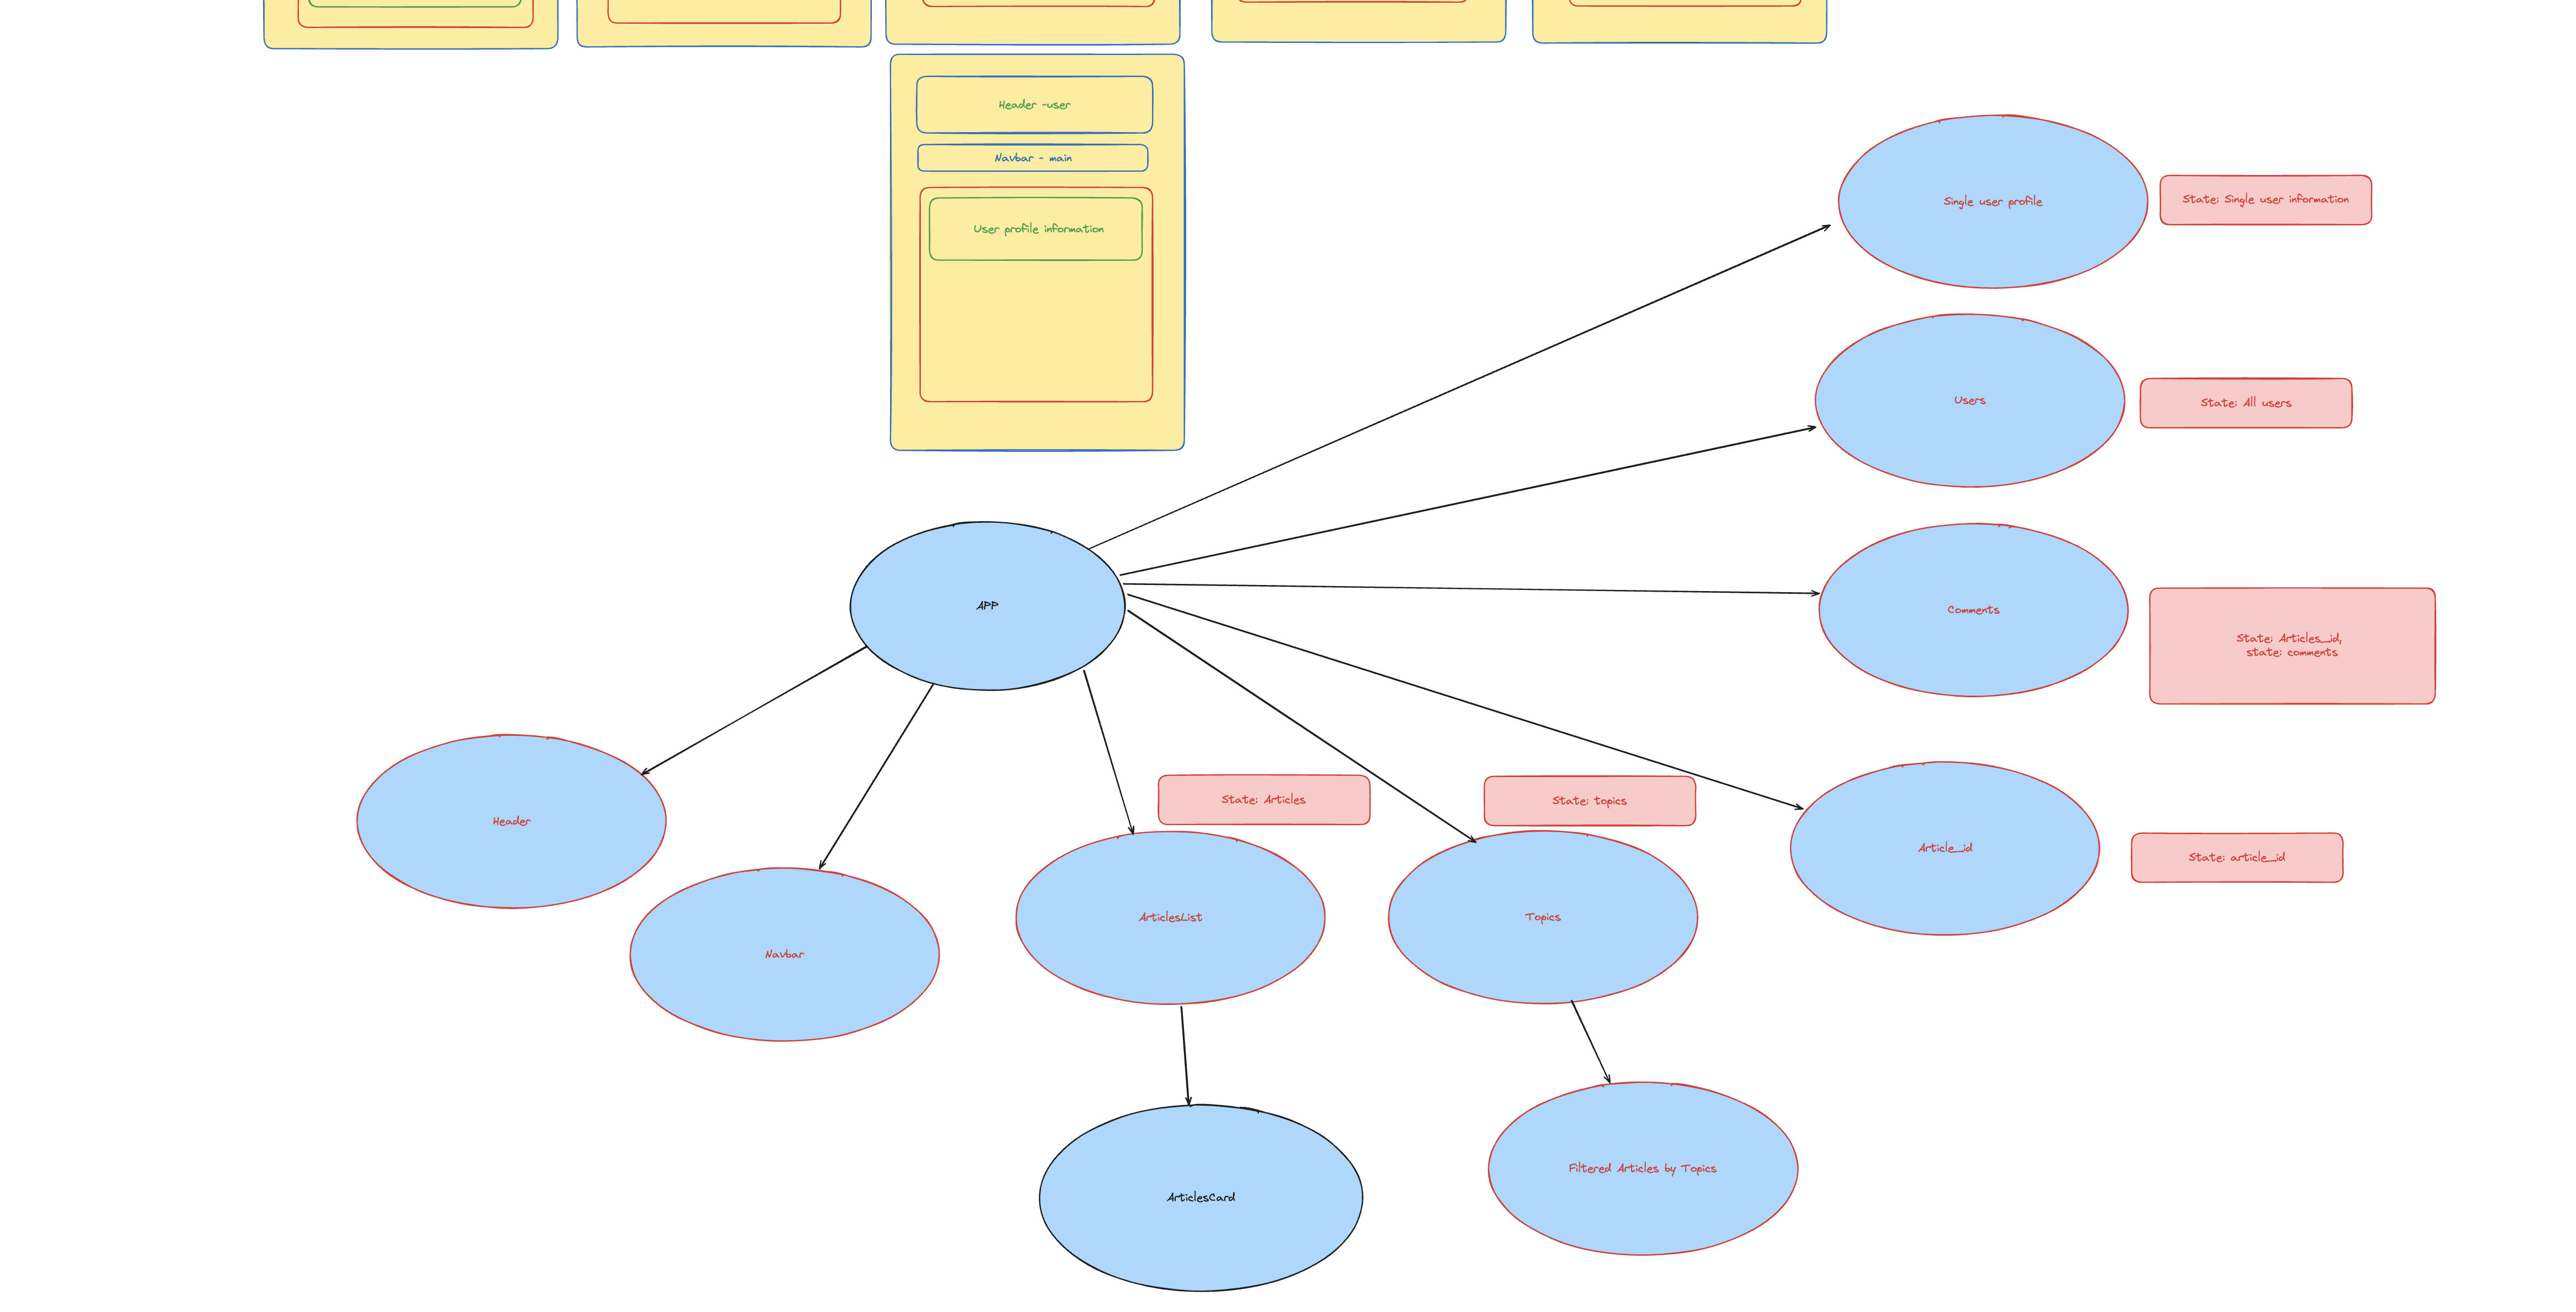 Header -user
Navbar - main
User profile information
Single user profile
State: Single user information
Users
State: All users
APP
Comments
State: Articles_id,
state: comments
Header
Navbar
State: Articles
ArticlesList
State: topics
Topics
Article_id
State: article_id
ArticlesCard
Filtered Articles by Topics